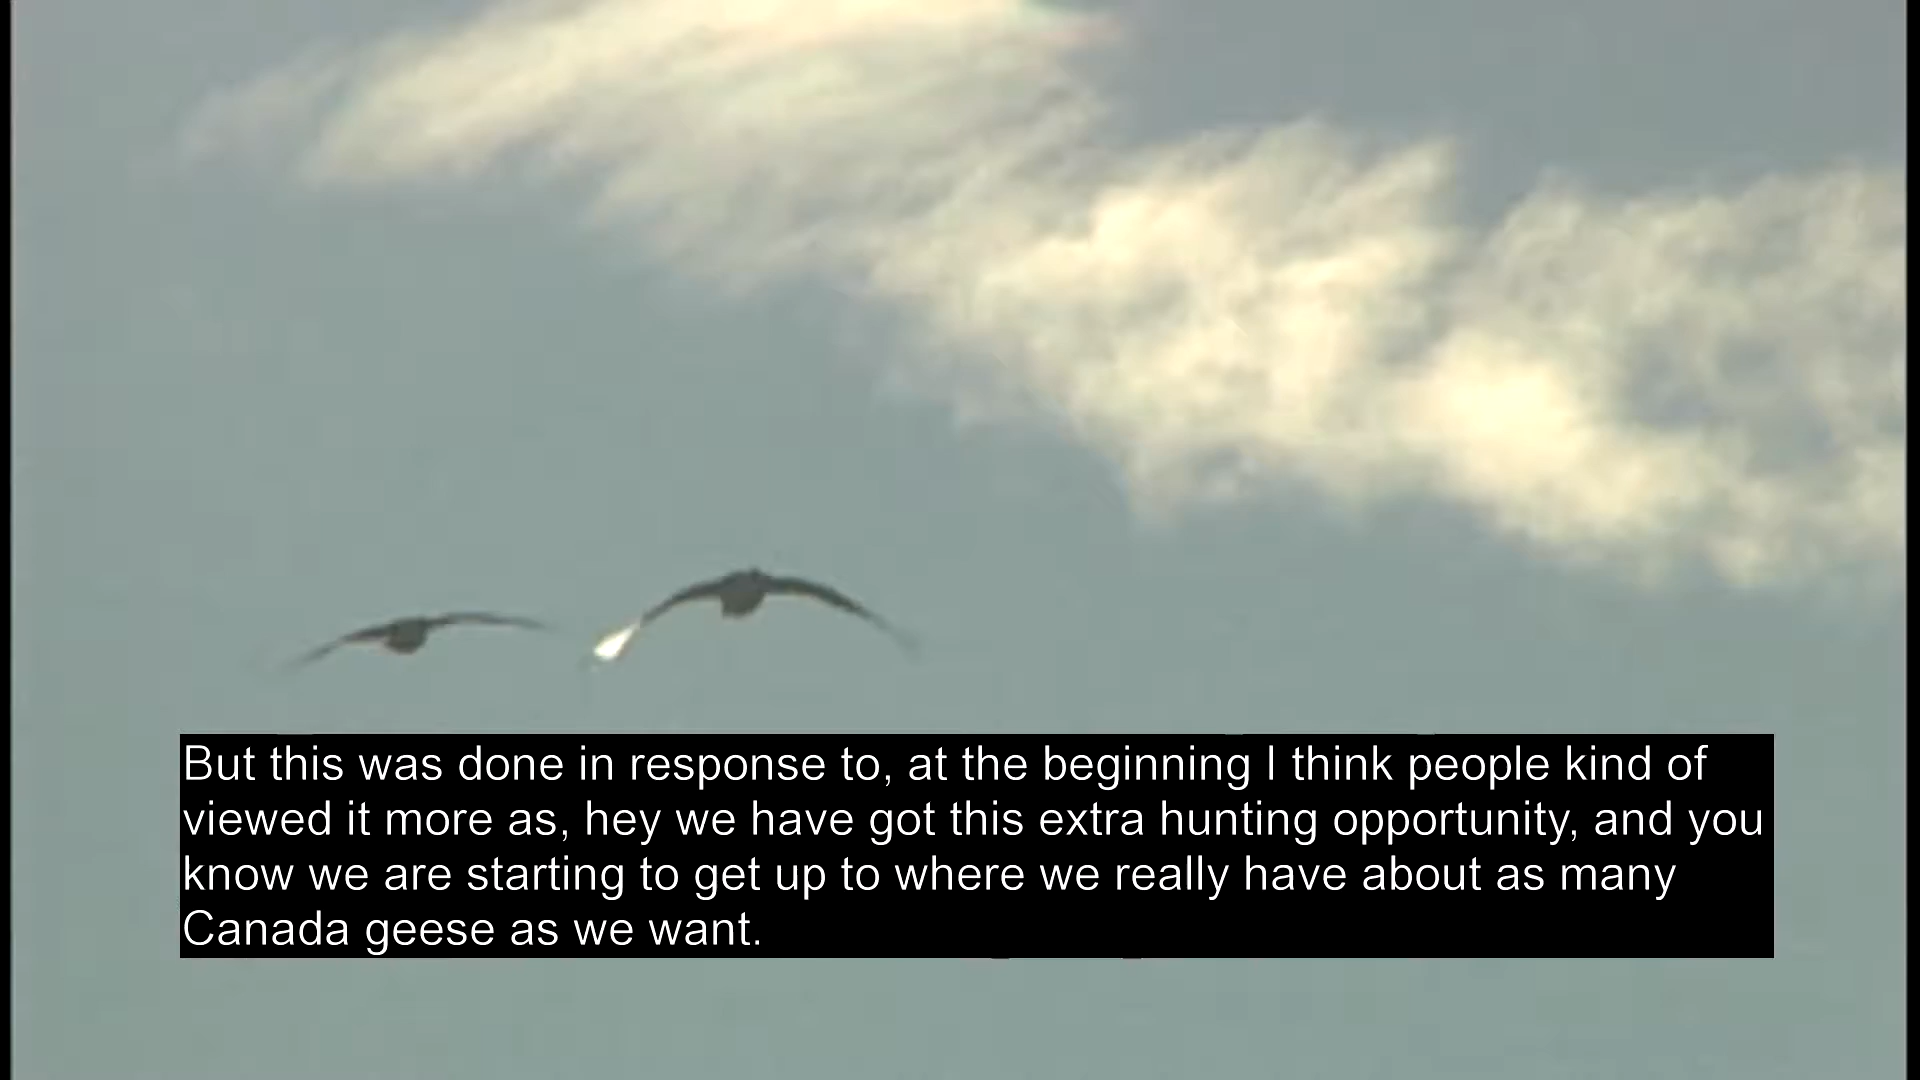 But this was done in response to, at the beginning I think people kind of
viewed it more as, hey we have got this extra hunting opportunity, and you
know we are starting to get up to where we really have about as many
Canada geese as we want.